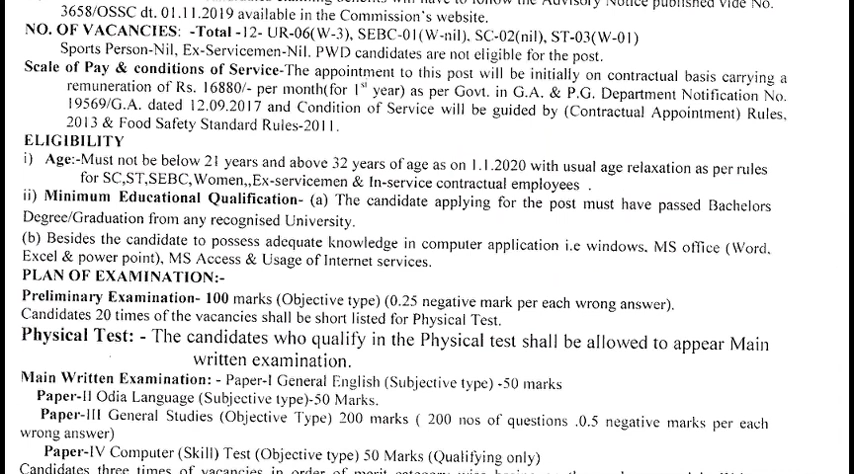 3658/OSSC dt. 01.11.2019 available in the Commission's website.
NO. OF VACANCIES: -Total -12- UR-06(W-3), SEBC-01(W-nil), SC-02(nil), ST-03(W-01)
Sports Person-Nil, Ex-Servicemen-Nil. PWD candidates are not eligible for the post.
Scale of Pay & conditions of Service-The appointment to this post will be initially on contractual basis carrying a
remuneration of Rs. 16880/- per month(for 1st year) as per Govt. in G.A. & P.G. Department Notification No.
19569/G.A. dated 12.09.2017 and Condition of Service will be guided by (Contractual Appointment) Rules,
2013 & Food Safety Standard Rules-2011.
ELIGIBILITY
i) Age:-Must not be below 21 years and above 32 years of age as on 1.1.2020 with usual age relaxation as per rules
for SC,ST,SEBC,Women,,Ex-servicemen & In-service contractual employees .
ii) Minimum Educational Qualification- (a) The candidate applying for the post must have passed Bachelors
Degree/Graduation from any recognised University.
(b) Besides the candidate to possess adequate knowledge in computer application i.e windows. MS office (Word,
Excel & power point), MS Access & Usage of Internet services.
PLAN OF EXAMINATION:-
Preliminary Examination- 100 marks (Objective type) (0.25 negative mark per each wrong answer).
Candidates 20 times of the vacancies shall be short listed for Physical Test.
Physical Test: - The candidates who qualify in the Physical test shall be allowed to appear Main
written examination.
Main Written Examination: - Paper-I General English (Subjective type) -50 marks
Paper-II Odia Language (Subjective type)-50 Marks.
Paper-III General Studies (Objective Type) 200 marks ( 200 nos of questions .0.5 negative marks per each
wrong answer)
Paper-IV Computer (Skill) Test (Objective type) 50 Marks (Qualifying only)
Candidates three times of vacancies in order of merit